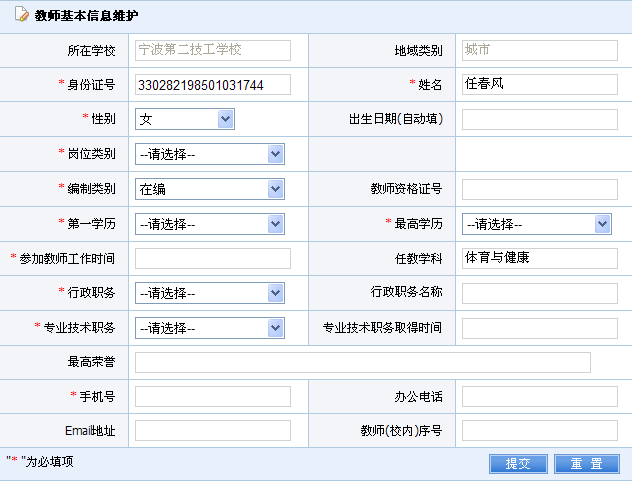 教师基本信息维护
所在学校 宁波第二技工学校 地域类别 城市
*身份证号 330282198501031744 *姓名 任春风
*性别 女 出生日期(自动填)
*岗位类别 --请选择--
*编制类别 在编 教师资格证号
*第一学历 --请选择-- *最高学历 --请选择--
*参加教师工作时间 任教学科 体育与健康
*行政职务 --请选择-- 行政职务名称
*专业技术职务 --请选择-- 专业技术职务取得时间
最高荣誉
*手机号 办公电话
Email地址 教师(校内)序号
"*"为必填项 提交 重 置